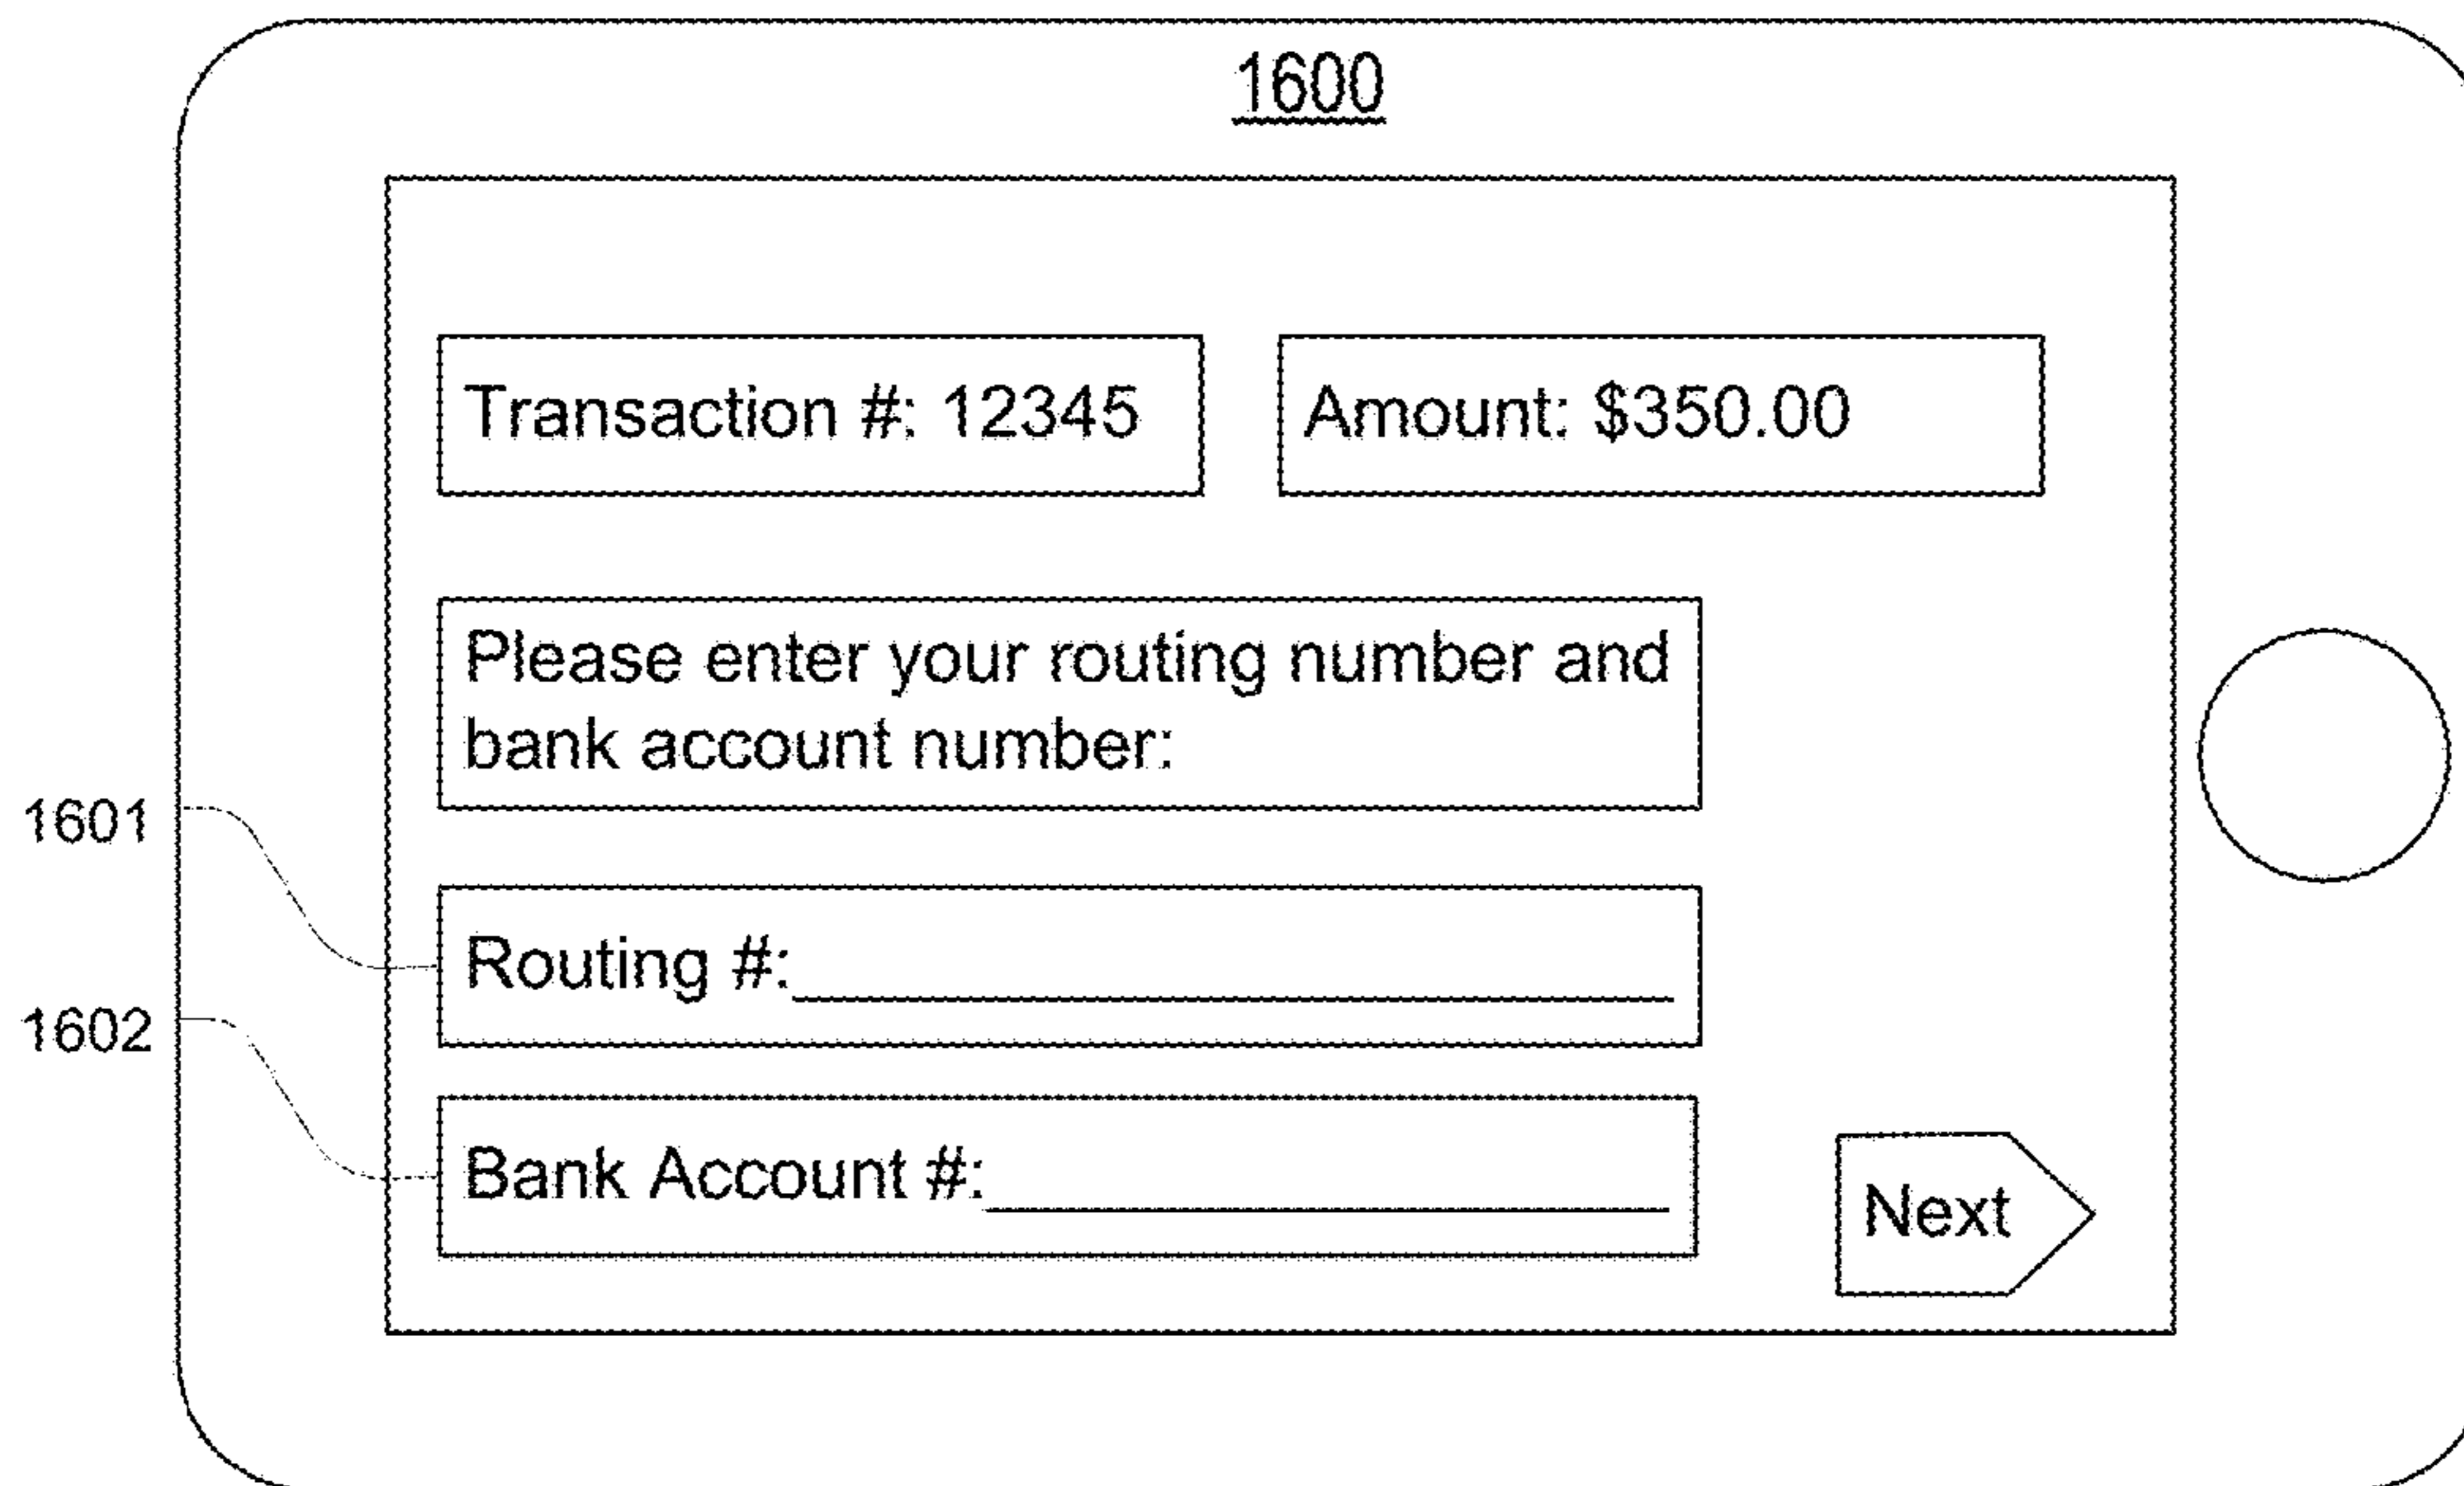 1600
Transaction #: 12345
Amount: $350.00
Please enter your routing number and
bank account number:
1601
Routing #:
1602
Bank Account #:
Next